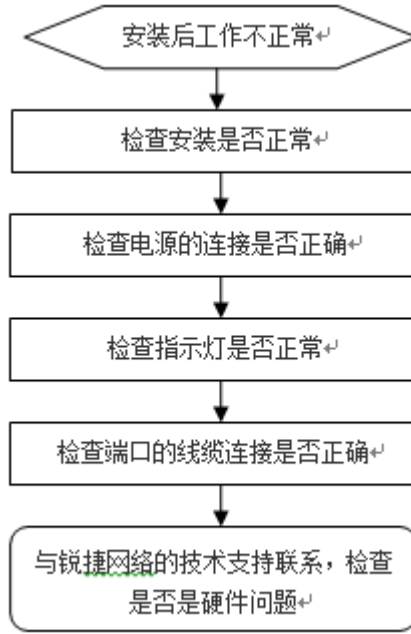 安装后工作不正常
检查安装是否正常
检查电源的连接是否正确
检查指示灯是否正常
检查端口的线缆连接是否正确
与锐捷网络的技术支持联系，检查
是否是硬件问题